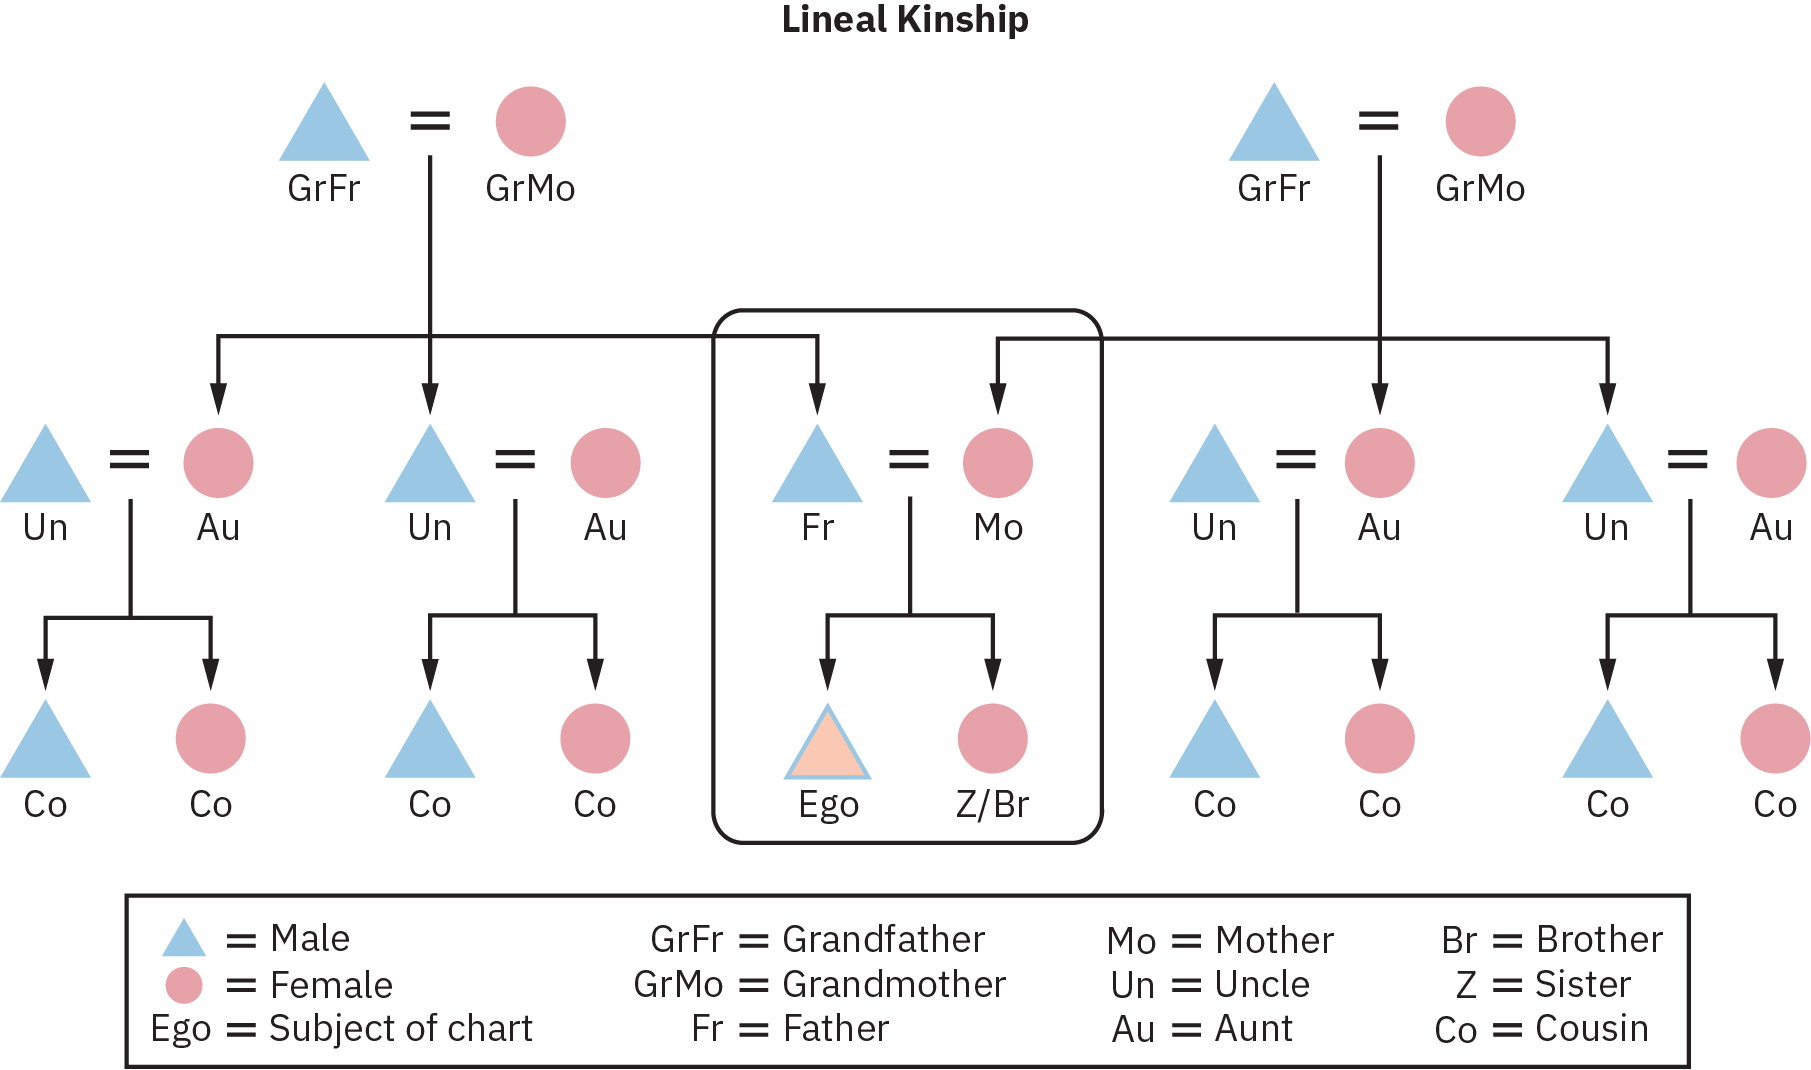 Lineal Kinship
GrFr GrMo GrFr GrMo
Un Au Un Au Fr Mo Un Au Un Au
Co Co Co Co Ego Z/Br Co Co Co Co
= Male GrFr = Grandfather Mo = Mother Br = Brother
= Female GrMo = Grandmother Un = Uncle Z = Sister
Ego = Subject of chart Fr = Father Au = Aunt Co = Cousin